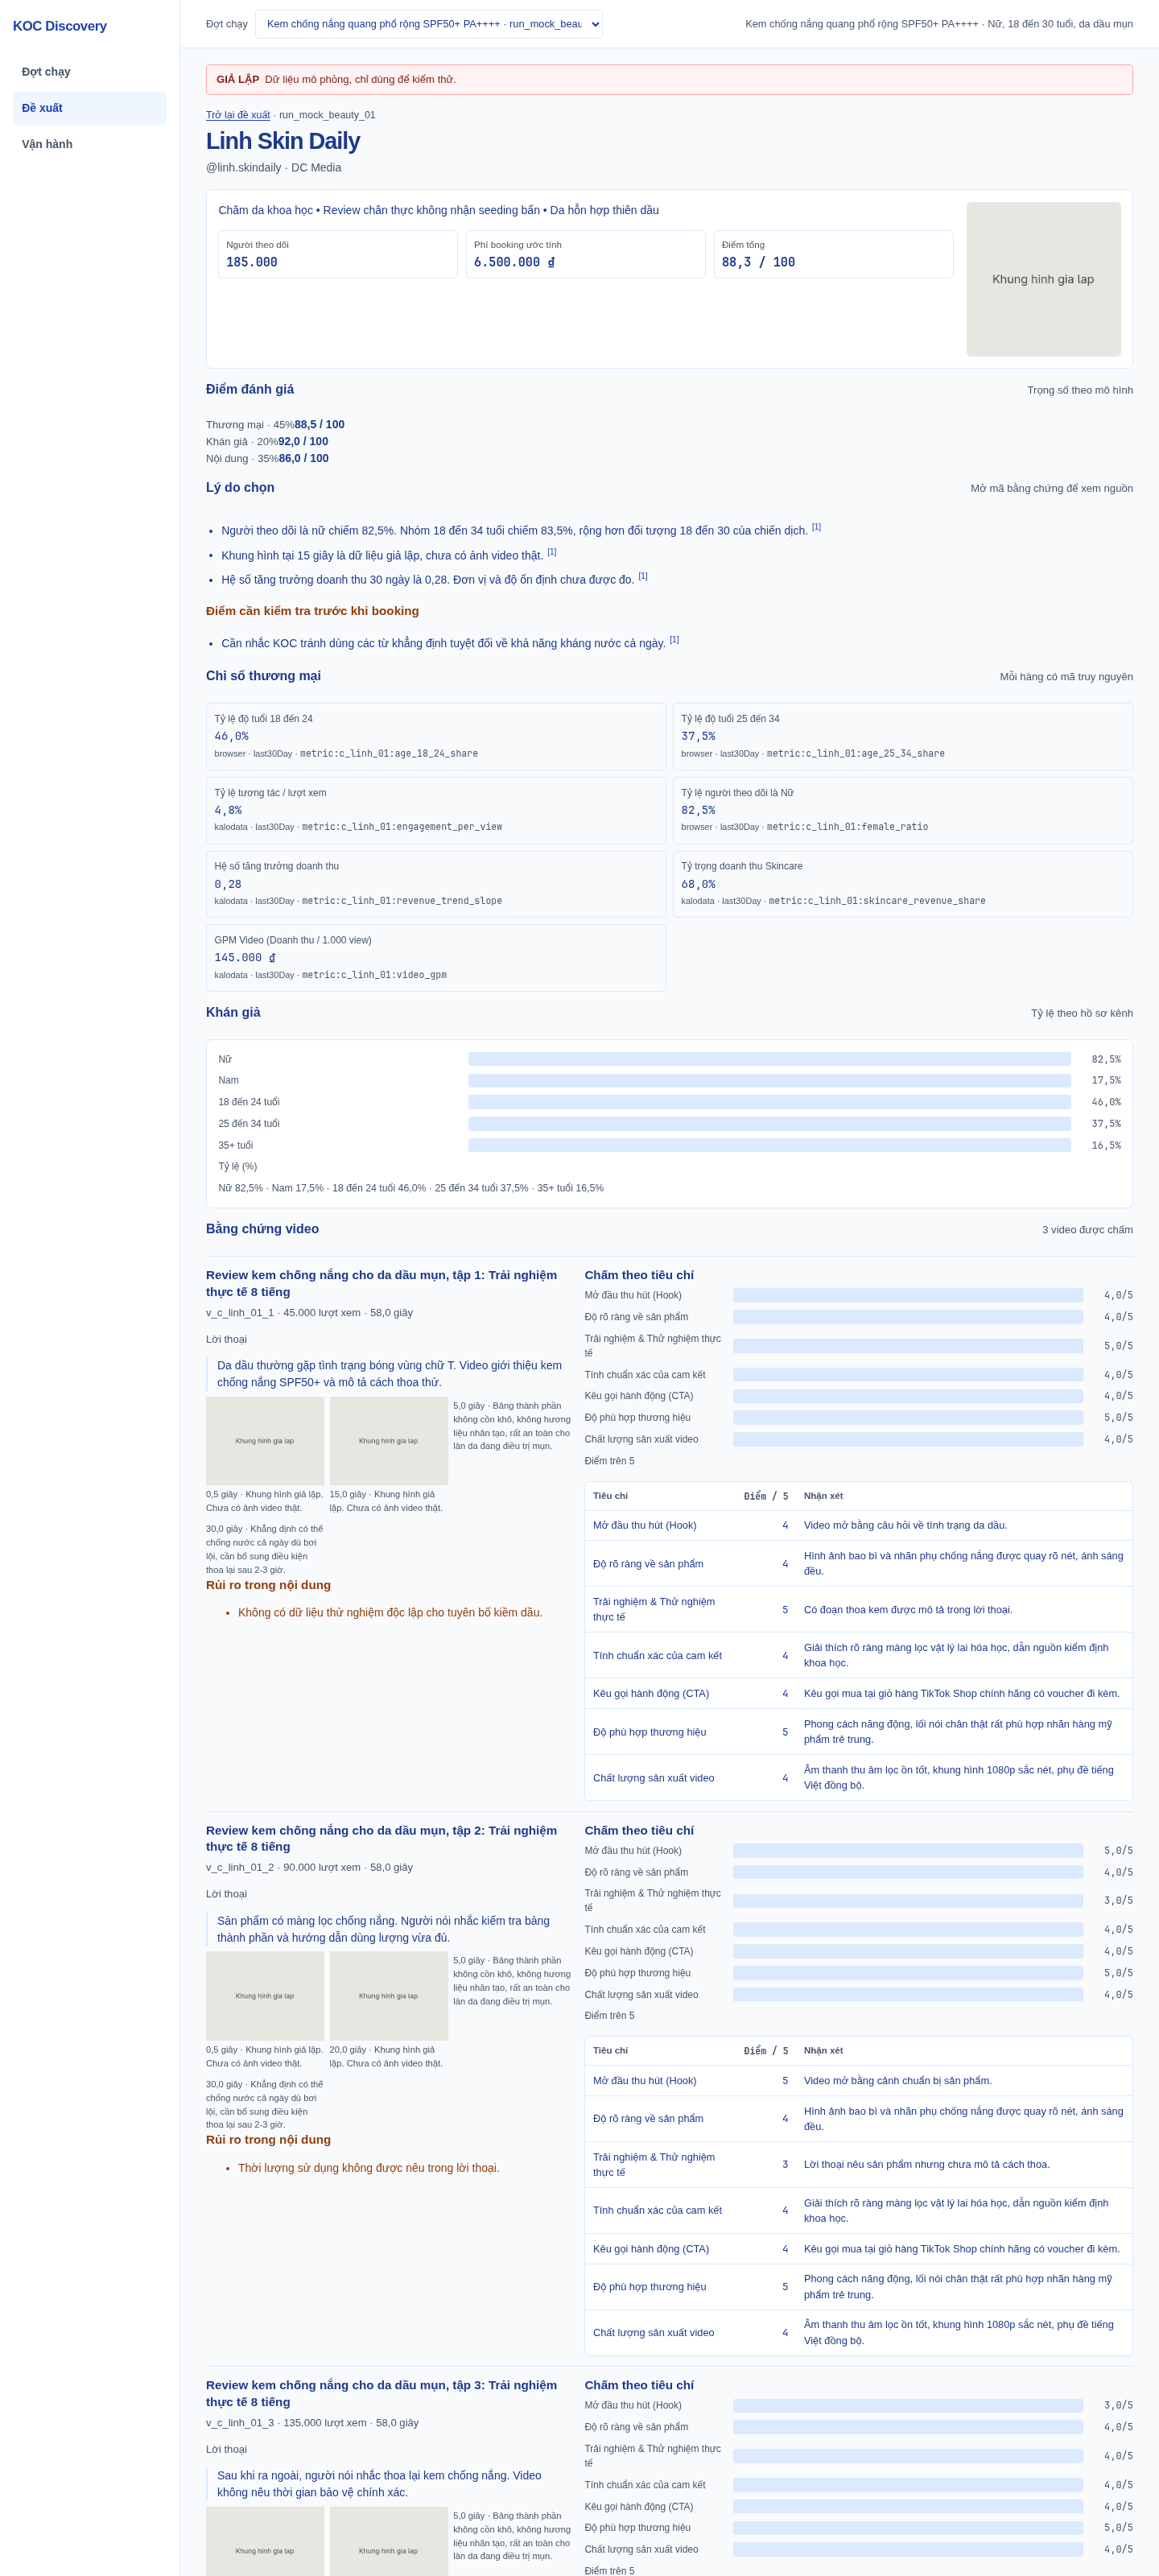 KOC Discovery
Đợt chạy
Đề xuất
Vận hành
Đợt chạy
Kem chống nắng quang phổ rộng SPF50+ PA++++ · run_mock_beau
Kem chống nắng quang phổ rộng SPF50+ PA++++ · Nữ, 18 đến 30 tuổi, da dầu mụn
GIẢ LẬP Dữ liệu mô phỏng, chỉ dùng để kiểm thử.
Trở lại đề xuất · run_mock_beauty_01
Linh Skin Daily
@linh.skindaily · DC Media
Chăm da khoa học • Review chân thực không nhận seeding bẩn • Da hỗn hợp thiên dầu
Người theo dõi
185.000
Phí booking ước tính
6.500.000 ₫
Điểm tổng
88,3 / 100
Khung hinh gia lap
Điểm đánh giá
Trọng số theo mô hình
Thương mại · 45%88,5 / 100
Khán giả · 20%92,0 / 100
Nội dung · 35%86,0 / 100
Lý do chọn
Mở mã bằng chứng để xem nguồn
• Người theo dõi là nữ chiếm 82,5%. Nhóm 18 đến 34 tuổi chiếm 83,5%, rộng hơn đối tượng 18 đến 30 của chiến dịch. [1]
• Khung hình tại 15 giây là dữ liệu giả lập, chưa có ảnh video thật. [1]
• Hệ số tăng trưởng doanh thu 30 ngày là 0,28. Đơn vị và độ ổn định chưa được đo. [1]
Điểm cần kiểm tra trước khi booking
• Cần nhắc KOC tránh dùng các từ khẳng định tuyệt đối về khả năng kháng nước cả ngày. [1]
Chỉ số thương mại
Mỗi hàng có mã truy nguyên
Tỷ lệ độ tuổi 18 đến 24
46,0%
browser · last30Day · metric:c_linh_01:age_18_24_share
Tỷ lệ độ tuổi 25 đến 34
37,5%
browser · last30Day · metric:c_linh_01:age_25_34_share
Tỷ lệ tương tác / lượt xem
4,8%
kalodata · last30Day · metric:c_linh_01:engagement_per_view
Tỷ lệ người theo dõi là Nữ
82,5%
browser · last30Day · metric:c_linh_01:female_ratio
Hệ số tăng trưởng doanh thu
0,28
kalodata · last30Day · metric:c_linh_01:revenue_trend_slope
Tỷ trọng doanh thu Skincare
68,0%
kalodata · last30Day · metric:c_linh_01:skincare_revenue_share
GPM Video (Doanh thu / 1.000 view)
145.000 ₫
kalodata · last30Day · metric:c_linh_01:video_gpm
Khán giả
Tỷ lệ theo hồ sơ kênh
Nữ 82,5%
Nam 17,5%
18 đến 24 tuổi 46,0%
25 đến 34 tuổi 37,5%
35+ tuổi 16,5%
Tỷ lệ (%)
Nữ 82,5% · Nam 17,5% · 18 đến 24 tuổi 46,0% · 25 đến 34 tuổi 37,5% · 35+ tuổi 16,5%
Bằng chứng video
3 video được chấm
Review kem chống nắng cho da dầu mụn, tập 1: Trải nghiệm
thực tế 8 tiếng
v_c_linh_01_1 · 45.000 lượt xem · 58,0 giây
Lời thoại
Da dầu thường gặp tình trạng bóng vùng chữ T. Video giới thiệu kem
chống nắng SPF50+ và mô tả cách thoa thử.
Khung hinh gia lap
Khung hinh gia lap
5,0 giây · Bảng thành phần
không cồn khô, không hương
liệu nhân tạo, rất an toàn cho
làn da đang điều trị mụn.
0,5 giây · Khung hình giả lập.
Chưa có ảnh video thật.
15,0 giây · Khung hình giả
lập. Chưa có ảnh video thật.
30,0 giây · Khẳng định có thể
chống nước cả ngày dù bơi
lội, cần bổ sung điều kiện
thoa lại sau 2-3 giờ.
Rủi ro trong nội dung
• Không có dữ liệu thử nghiệm độc lập cho tuyên bố kiềm dầu.
Chấm theo tiêu chí
Mở đầu thu hút (Hook) 4,0/5
Độ rõ ràng về sản phẩm 4,0/5
Trải nghiệm & Thử nghiệm thực
tế 5,0/5
Tính chuẩn xác của cam kết 4,0/5
Kêu gọi hành động (CTA) 4,0/5
Độ phù hợp thương hiệu 5,0/5
Chất lượng sản xuất video 4,0/5
Điểm trên 5
Tiêu chí Điểm / 5 Nhận xét
Mở đầu thu hút (Hook) 4 Video mở bằng câu hỏi về tình trạng da dầu.
Độ rõ ràng về sản phẩm 4 Hình ảnh bao bì và nhãn phụ chống nắng được quay rõ nét, ánh sáng
đều.
Trải nghiệm & Thử nghiệm
thực tế 5 Có đoạn thoa kem được mô tả trong lời thoại.
Tính chuẩn xác của cam kết 4 Giải thích rõ ràng màng lọc vật lý lai hóa học, dẫn nguồn kiểm định
khoa học.
Kêu gọi hành động (CTA) 4 Kêu gọi mua tại giỏ hàng TikTok Shop chính hãng có voucher đi kèm.
Độ phù hợp thương hiệu 5 Phong cách năng động, lối nói chân thật rất phù hợp nhãn hàng mỹ
phẩm trẻ trung.
Chất lượng sản xuất video 4 Âm thanh thu âm lọc ồn tốt, khung hình 1080p sắc nét, phụ đề tiếng
Việt đồng bộ.
Review kem chống nắng cho da dầu mụn, tập 2: Trải nghiệm
thực tế 8 tiếng
v_c_linh_01_2 · 90.000 lượt xem · 58,0 giây
Lời thoại
Sản phẩm có màng lọc chống nắng. Người nói nhắc kiểm tra bảng
thành phần và hướng dẫn dùng lượng vừa đủ.
Khung hinh gia lap
Khung hinh gia lap
5,0 giây · Bảng thành phần
không cồn khô, không hương
liệu nhân tạo, rất an toàn cho
làn da đang điều trị mụn.
0,5 giây · Khung hình giả lập.
Chưa có ảnh video thật.
20,0 giây · Khung hình giả
lập. Chưa có ảnh video thật.
30,0 giây · Khẳng định có thể
chống nước cả ngày dù bơi
lội, cần bổ sung điều kiện
thoa lại sau 2-3 giờ.
Rủi ro trong nội dung
• Thời lượng sử dụng không được nêu trong lời thoại.
Chấm theo tiêu chí
Mở đầu thu hút (Hook) 5,0/5
Độ rõ ràng về sản phẩm 4,0/5
Trải nghiệm & Thử nghiệm thực
tế 3,0/5
Tính chuẩn xác của cam kết 4,0/5
Kêu gọi hành động (CTA) 4,0/5
Độ phù hợp thương hiệu 5,0/5
Chất lượng sản xuất video 4,0/5
Điểm trên 5
Tiêu chí Điểm / 5 Nhận xét
Mở đầu thu hút (Hook) 5 Video mở bằng cảnh chuẩn bị sản phẩm.
Độ rõ ràng về sản phẩm 4 Hình ảnh bao bì và nhãn phụ chống nắng được quay rõ nét, ánh sáng
đều.
Trải nghiệm & Thử nghiệm
thực tế 3 Lời thoại nêu sản phẩm nhưng chưa mô tả cách thoa.
Tính chuẩn xác của cam kết 4 Giải thích rõ ràng màng lọc vật lý lai hóa học, dẫn nguồn kiểm định
khoa học.
Kêu gọi hành động (CTA) 4 Kêu gọi mua tại giỏ hàng TikTok Shop chính hãng có voucher đi kèm.
Độ phù hợp thương hiệu 5 Phong cách năng động, lối nói chân thật rất phù hợp nhãn hàng mỹ
phẩm trẻ trung.
Chất lượng sản xuất video 4 Âm thanh thu âm lọc ồn tốt, khung hình 1080p sắc nét, phụ đề tiếng
Việt đồng bộ.
Review kem chống nắng cho da dầu mụn, tập 3: Trải nghiệm
thực tế 8 tiếng
v_c_linh_01_3 · 135.000 lượt xem · 58,0 giây
Lời thoại
Sau khi ra ngoài, người nói nhắc thoa lại kem chống nắng. Video
không nêu thời gian bảo vệ chính xác.
Khung hinh gia lap
Khung hinh gia lap
5,0 giây · Bảng thành phần
không cồn khô, không hương
liệu nhân tạo, rất an toàn cho
làn da đang điều trị mụn.
Chấm theo tiêu chí
Mở đầu thu hút (Hook) 3,0/5
Độ rõ ràng về sản phẩm 4,0/5
Trải nghiệm & Thử nghiệm thực
tế 4,0/5
Tính chuẩn xác của cam kết 4,0/5
Kêu gọi hành động (CTA) 4,0/5
Độ phù hợp thương hiệu 5,0/5
Chất lượng sản xuất video 4,0/5
Điểm trên 5